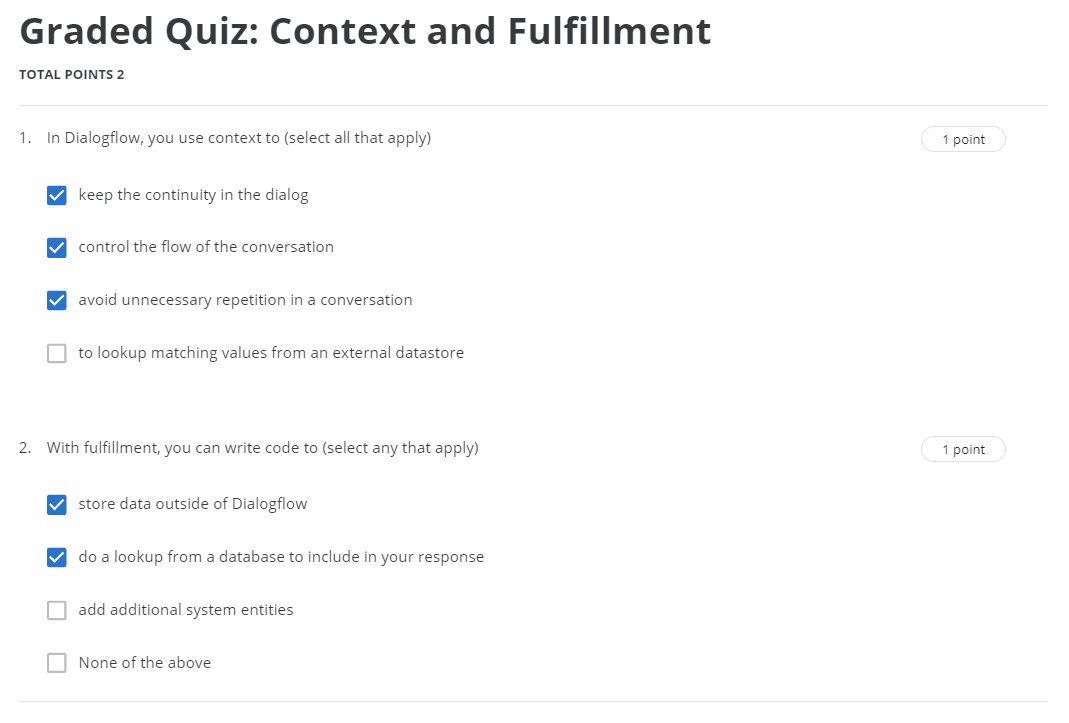 Graded Quiz: Context and Fulfillment
TOTAL POINTS 2
1. In Dialogflow, you use context to (select all that apply)
1 point
keep the continuity in the dialog
control the flow of the conversation
avoid unnecessary repetition in a conversation
to lookup matching values from an external datastore
2. With fulfillment, you can write code to (select any that apply)
1 point
store data outside of Dialogflow
do a lookup from a database to include in your response
add additional system entities
None of the above